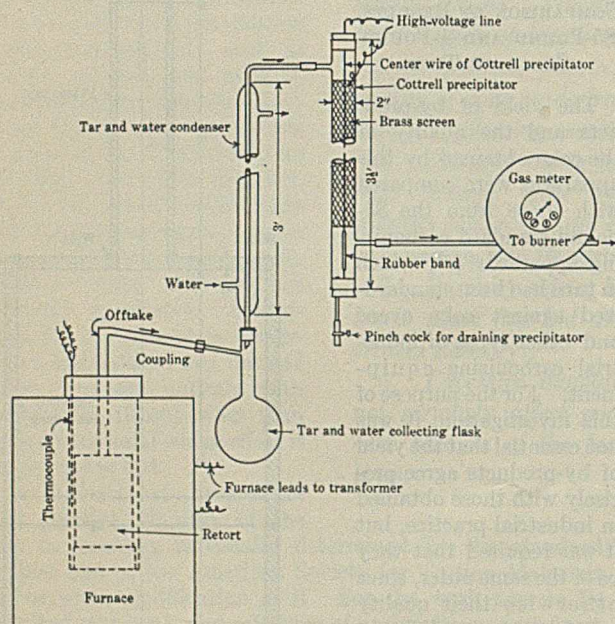 High-voltage line
Center wire of Cottrell precipitator
Cottrell precipitator
2"
Brass screen
Tar and water condenser
Gas meter
3½'
3'
To burner
Rubber band
Water
Offtake
Pinch cock for draining precipitator
Coupling
Tar and water collecting flask
Thermocouple
Furnace leads to transformer
Retort
Furnace